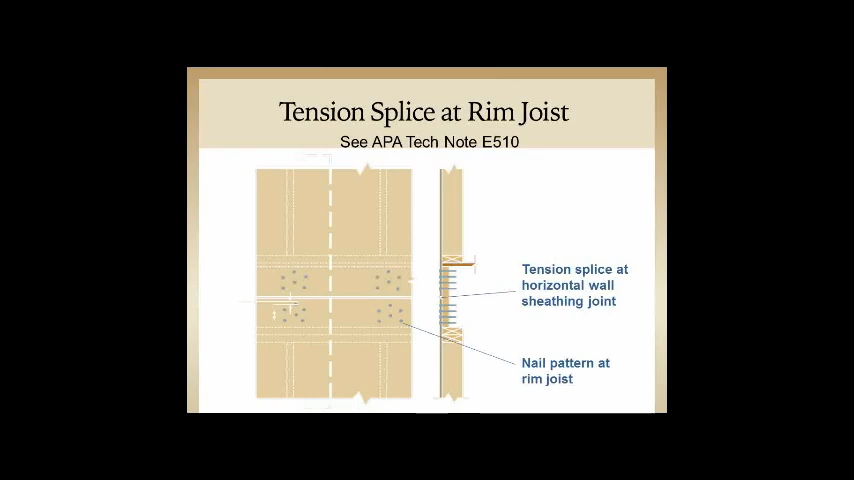 Tension Splice at Rim Joist
See APA Tech Note E510
Tension splice at
horizontal wall
sheathing joint
Nail pattern at
rim joist